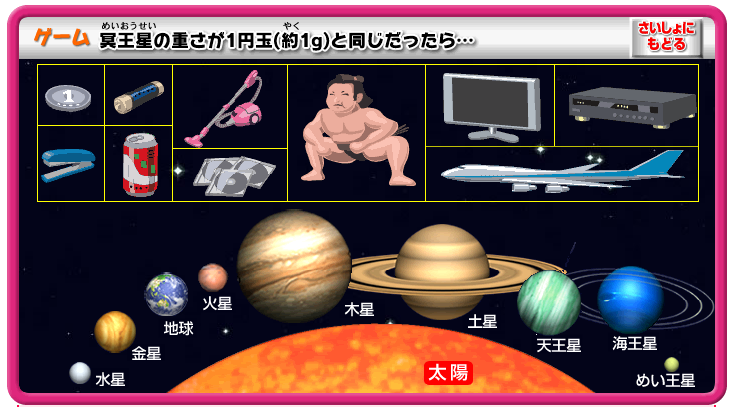 ゲーム
めいおうせい やく
冥王星の重さが1円玉(約1g)と同じだったら…
さいしょに
もどる
1
木星
火星
土星
地球
天王星
海王星
金星
太陽
水星
めい王星